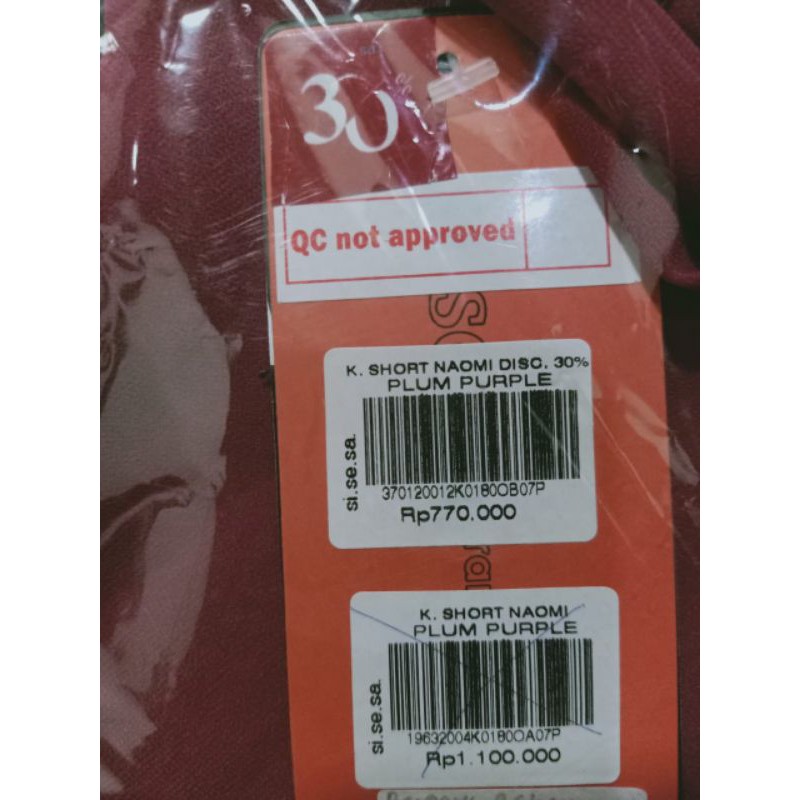 30%
QC not approved
K. SHORT NAOMI DISC. 30%
PLUM PURPLE
si.se.sa.
370120012K0180OB07P
Rp770.000
K. SHORT NAOMI
PLUM PURPLE
si.se.sa.
19632004K0180OA07P
Rp1.100.000